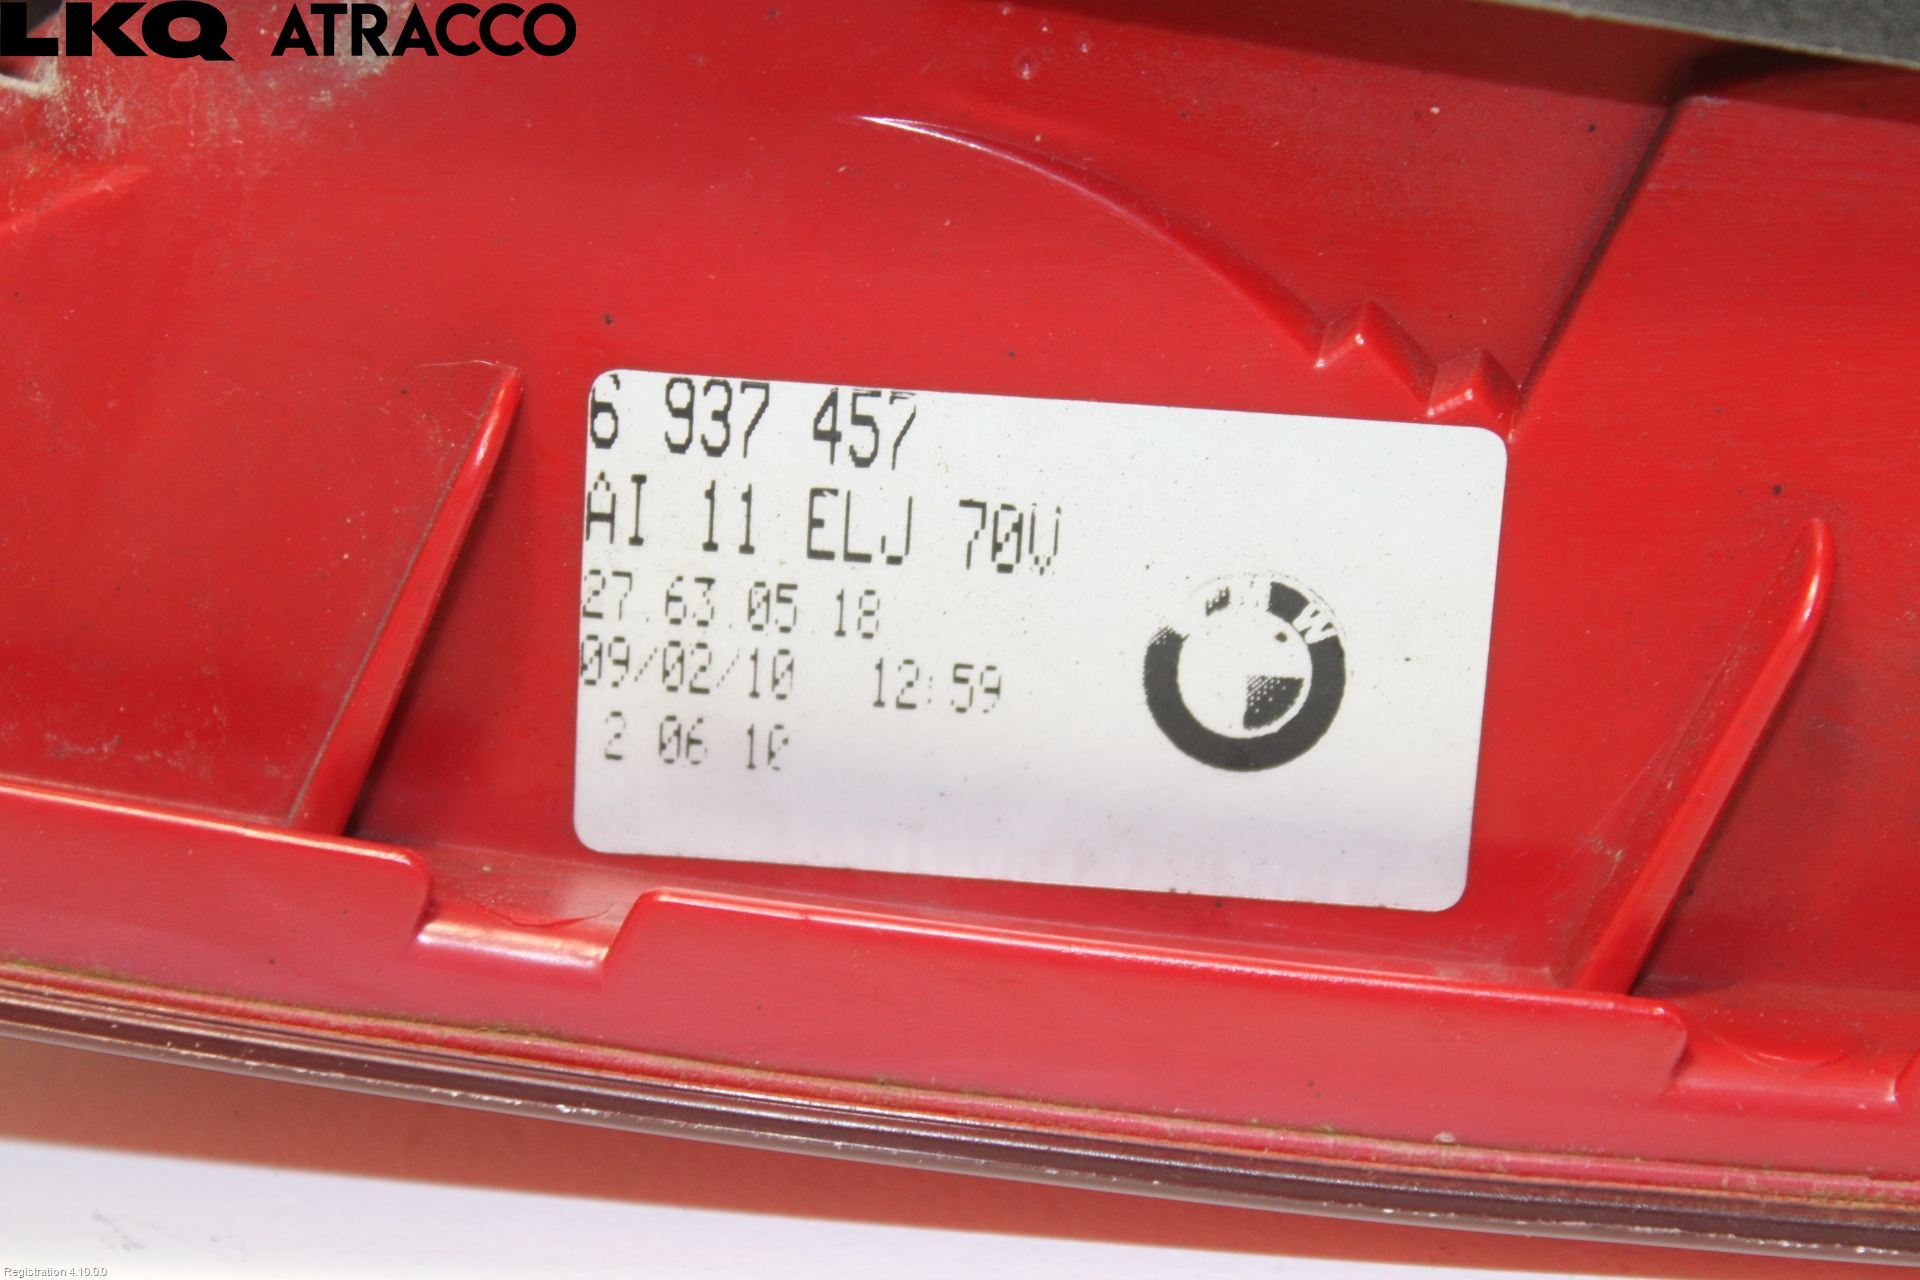 LKQ ATRACCO
6 937 457
AI 11 ELJ 70V
27.63.05.18
09/02/10 12:59
2 06 10
BMW
Registration 4.10.0.0